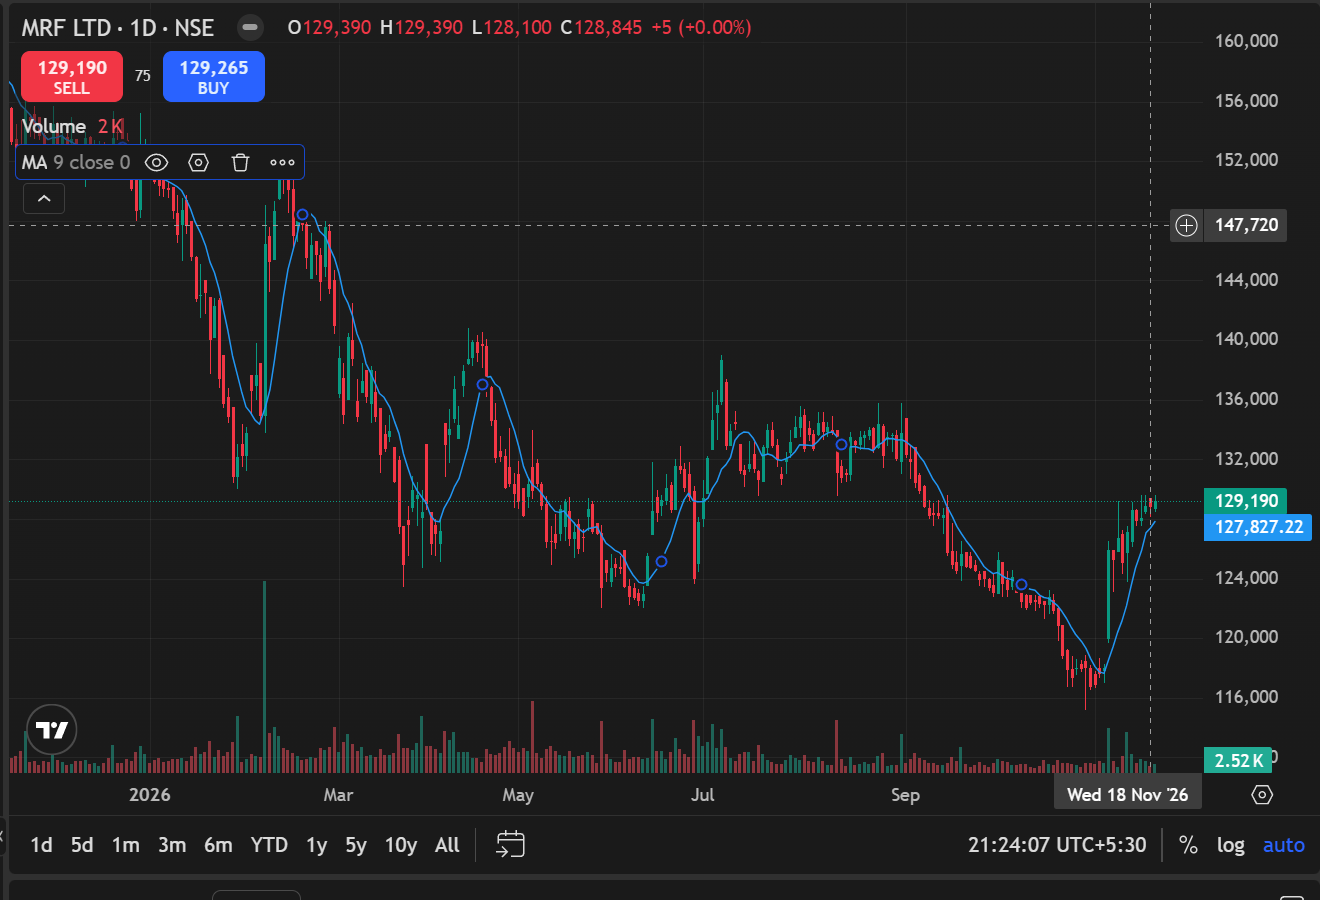 MRF LTD · 1D · NSE O129,390 H129,390 L128,100 C128,845 +5 (+0.00%)
129,190 SELL 75 129,265 BUY
Volume 2K
MA 9 close 0
160,000
156,000
152,000
147,720
144,000
140,000
136,000
132,000
129,190
127,827.22
124,000
120,000
116,000
2.52K
2026 Mar May Jul Sep Wed 18 Nov '26
1d 5d 1m 3m 6m YTD 1y 5y 10y All 21:24:07 UTC+5:30 % log auto